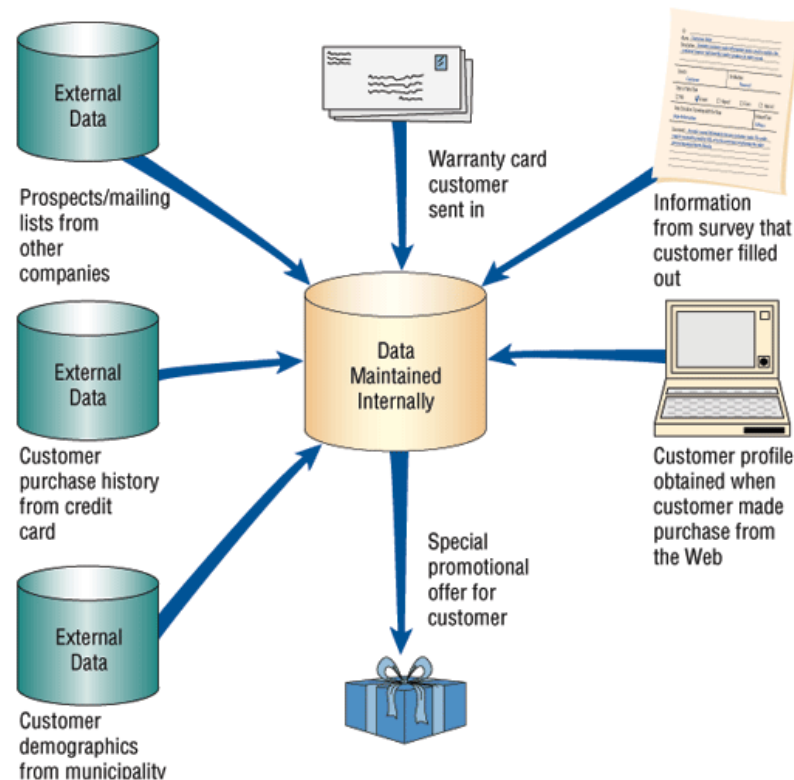 External
Data
Prospects/mailing
lists from
other
companies
Warranty card
customer
sent in
Information
from survey that
customer filled
out
External
Data
Customer
purchase history
from credit
card
Data
Maintained
Internally
Customer profile
obtained when
customer made
purchase from
the Web
Special
promotional
offer for
customer
External
Data
Customer
demographics
from municipality